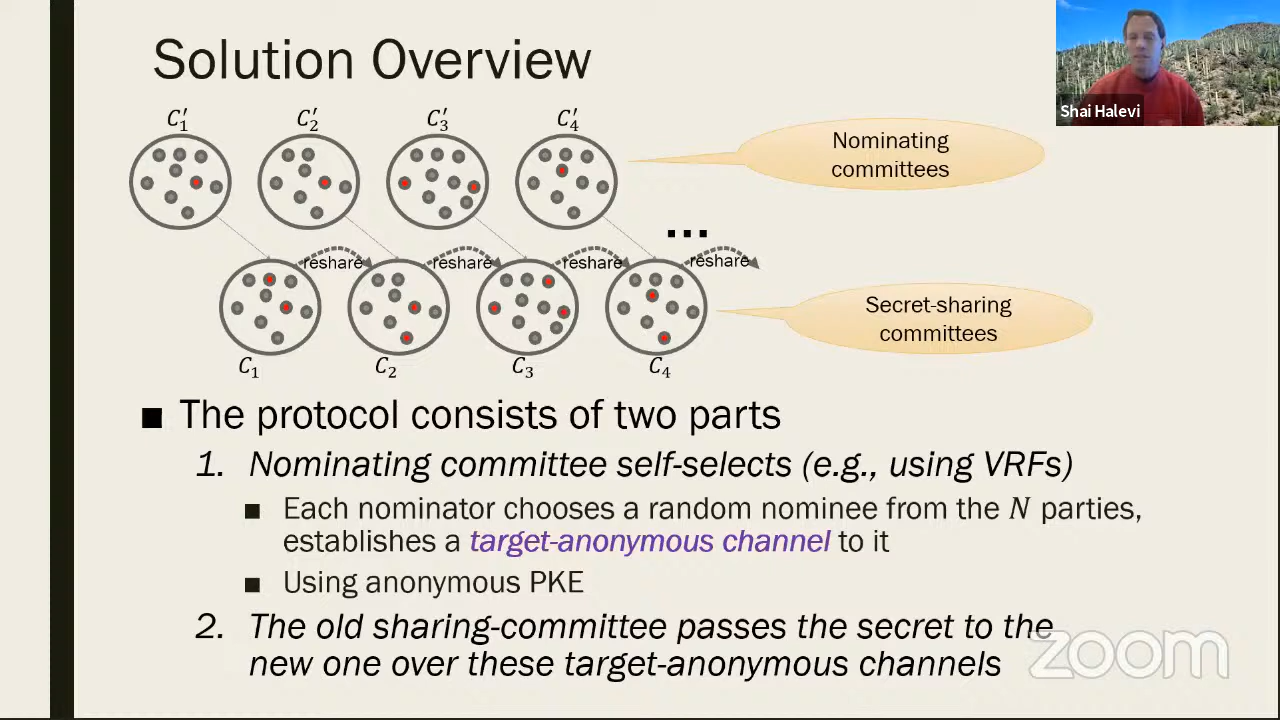 Solution Overview
Shai Halevi
C′₁ C′₂ C′₃ C′₄
Nominating
committees
...
reshare reshare reshare reshare
Secret-sharing
committees
C₁ C₂ C₃ C₄
■ The protocol consists of two parts
1. Nominating committee self-selects (e.g., using VRFs)
■ Each nominator chooses a random nominee from the N parties,
establishes a target-anonymous channel to it
■ Using anonymous PKE
2. The old sharing-committee passes the secret to the
new one over these target-anonymous channels
zoom